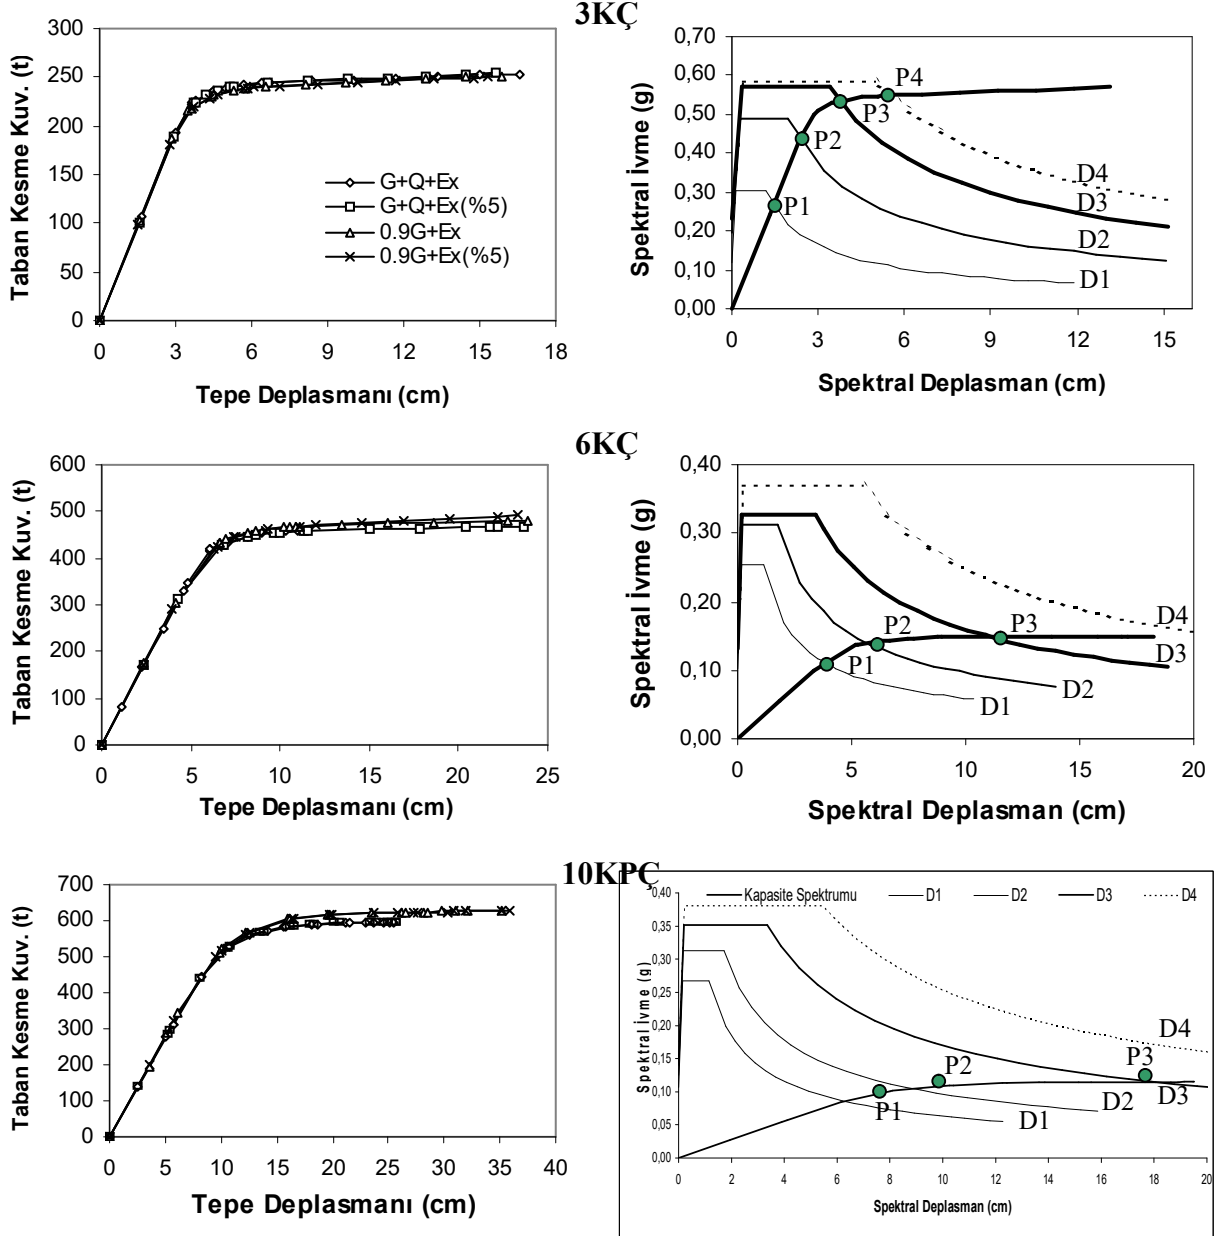 3KÇ
Taban Kesme Kuv. (t)
300
250
200
150
100
50
0
0 3 6 9 12 15 18
Tepe Deplasmanı (cm)
G+Q+Ex
G+Q+Ex(%5)
0.9G+Ex
0.9G+Ex(%5)
Spektral İvme (g)
0,70
0,60
0,50
0,40
0,30
0,20
0,10
0,00
0 3 6 9 12 15
Spektral Deplasman (cm)
P4
P3
P2
P1
D4
D3
D2
D1
6KÇ
Taban Kesme Kuv. (t)
600
500
400
300
200
100
0
0 5 10 15 20 25
Tepe Deplasmanı (cm)
Spektral İvme (g)
0,40
0,30
0,20
0,10
0,00
0 5 10 15 20
Spektral Deplasman (cm)
P1
P2
P3
D4
D3
D2
D1
10KPÇ
Taban Kesme Kuv. (t)
700
600
500
400
300
200
100
0
0 5 10 15 20 25 30 35 40
Tepe Deplasmanı (cm)
Kapasite Spektrumu D1 D2 D3 D4
Spektral İvme (g)
0,40
0,35
0,30
0,25
0,20
0,15
0,10
0,05
0,00
0 2 4 6 8 10 12 14 16 18 20
Spektral Deplasman (cm)
P1
P2
P3
D4
D3
D2
D1